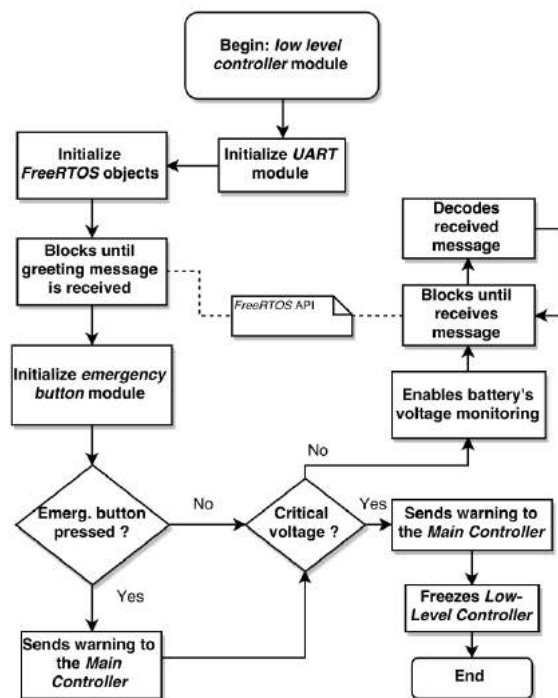 Begin: low level
controller module
Initialize UART
module
Initialize
FreeRTOS objects
Blocks until
greeting message
is received
FreeRTOS API
Initialize emergency
button module
Emerg. button
pressed ?
No
Yes
Sends warning to
the Main
Controller
Critical
voltage ?
No
Yes
Enables battery's
voltage monitoring
Blocks until
receives
message
Decodes
received
message
Sends warning to
the Main Controller
Freezes Low-
Level Controller
End